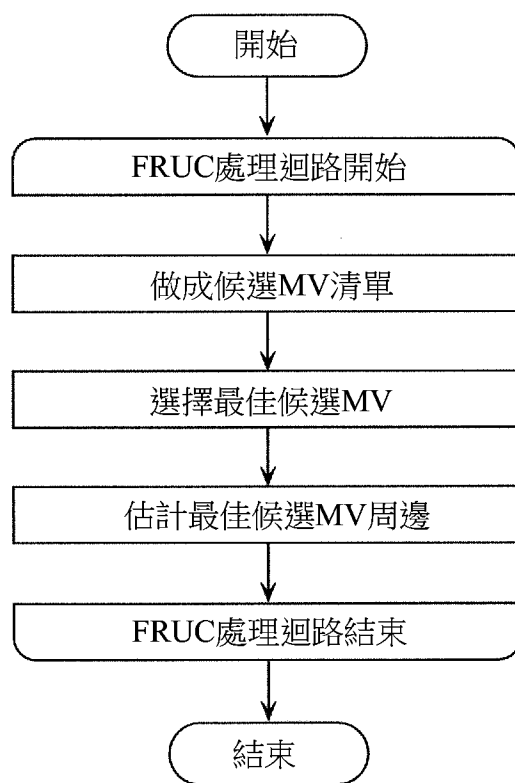 開始
FRUC處理迴路開始
做成候選MV清單
選擇最佳候選MV
估計最佳候選MV周邊
FRUC處理迴路結束
結束